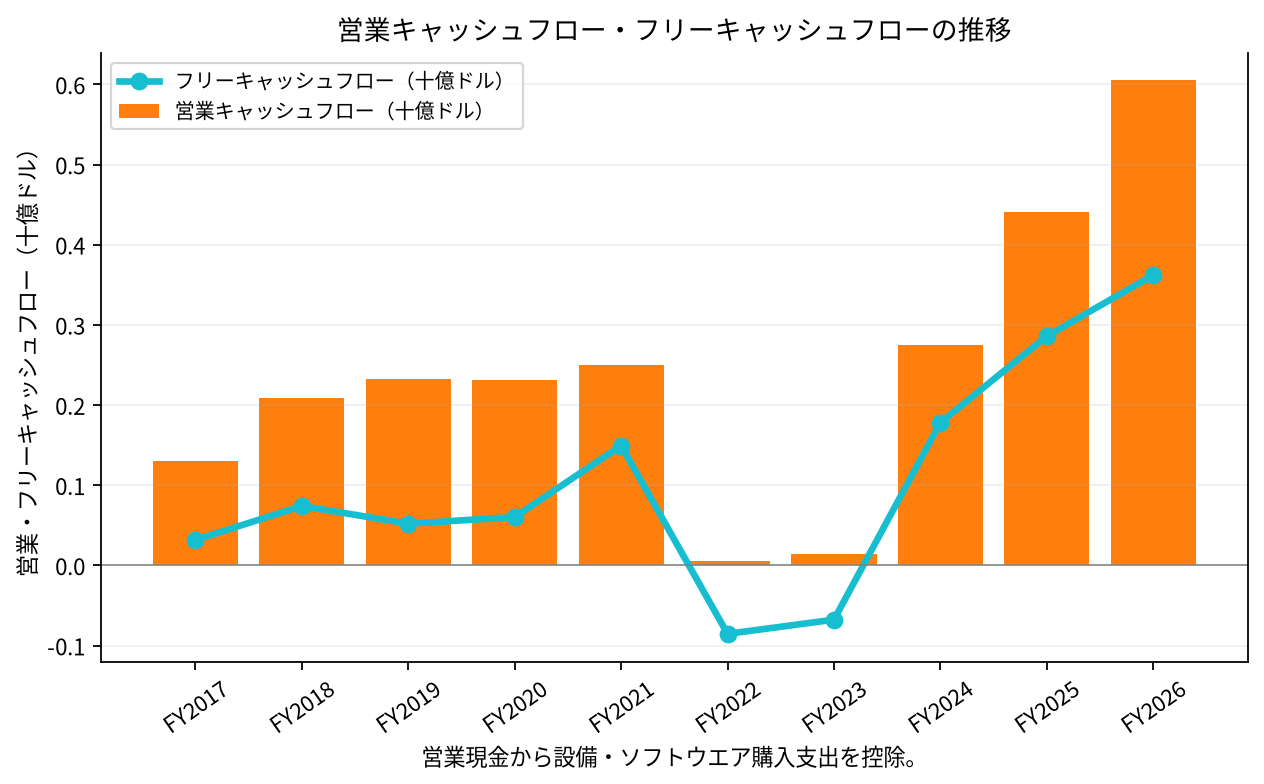 営業キャッシュフロー・フリーキャッシュフローの推移
フリーキャッシュフロー（十億ドル）
営業キャッシュフロー（十億ドル）
営業・フリーキャッシュフロー（十億ドル）
0.6
0.5
0.4
0.3
0.2
0.1
0.0
-0.1
FY2017
FY2018
FY2019
FY2020
FY2021
FY2022
FY2023
FY2024
FY2025
FY2026
営業現金から設備・ソフトウエア購入支出を控除。